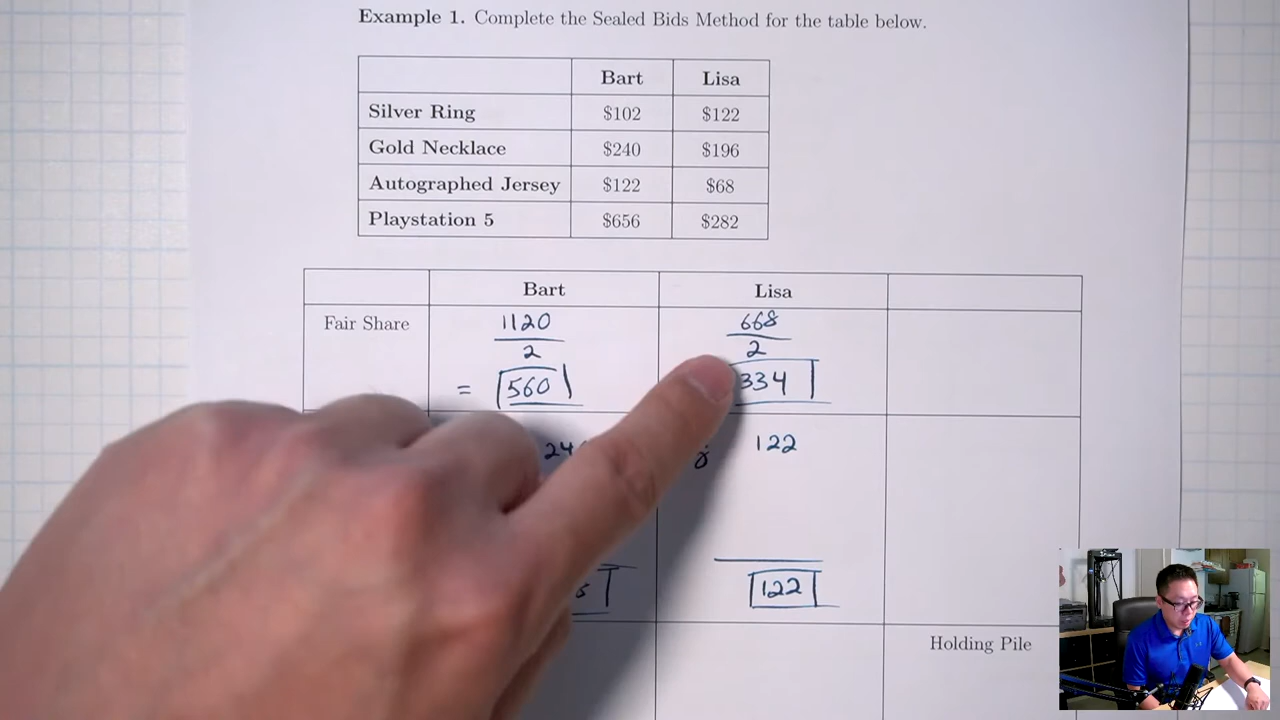 Example 1. Complete the Sealed Bids Method for the table below.
Bart Lisa
Silver Ring $102 $122
Gold Necklace $240 $196
Autographed Jersey $122 $68
Playstation 5 $656 $282
Bart Lisa
Fair Share 1120 668
2 2
= 560 334
24 122
122
Holding Pile